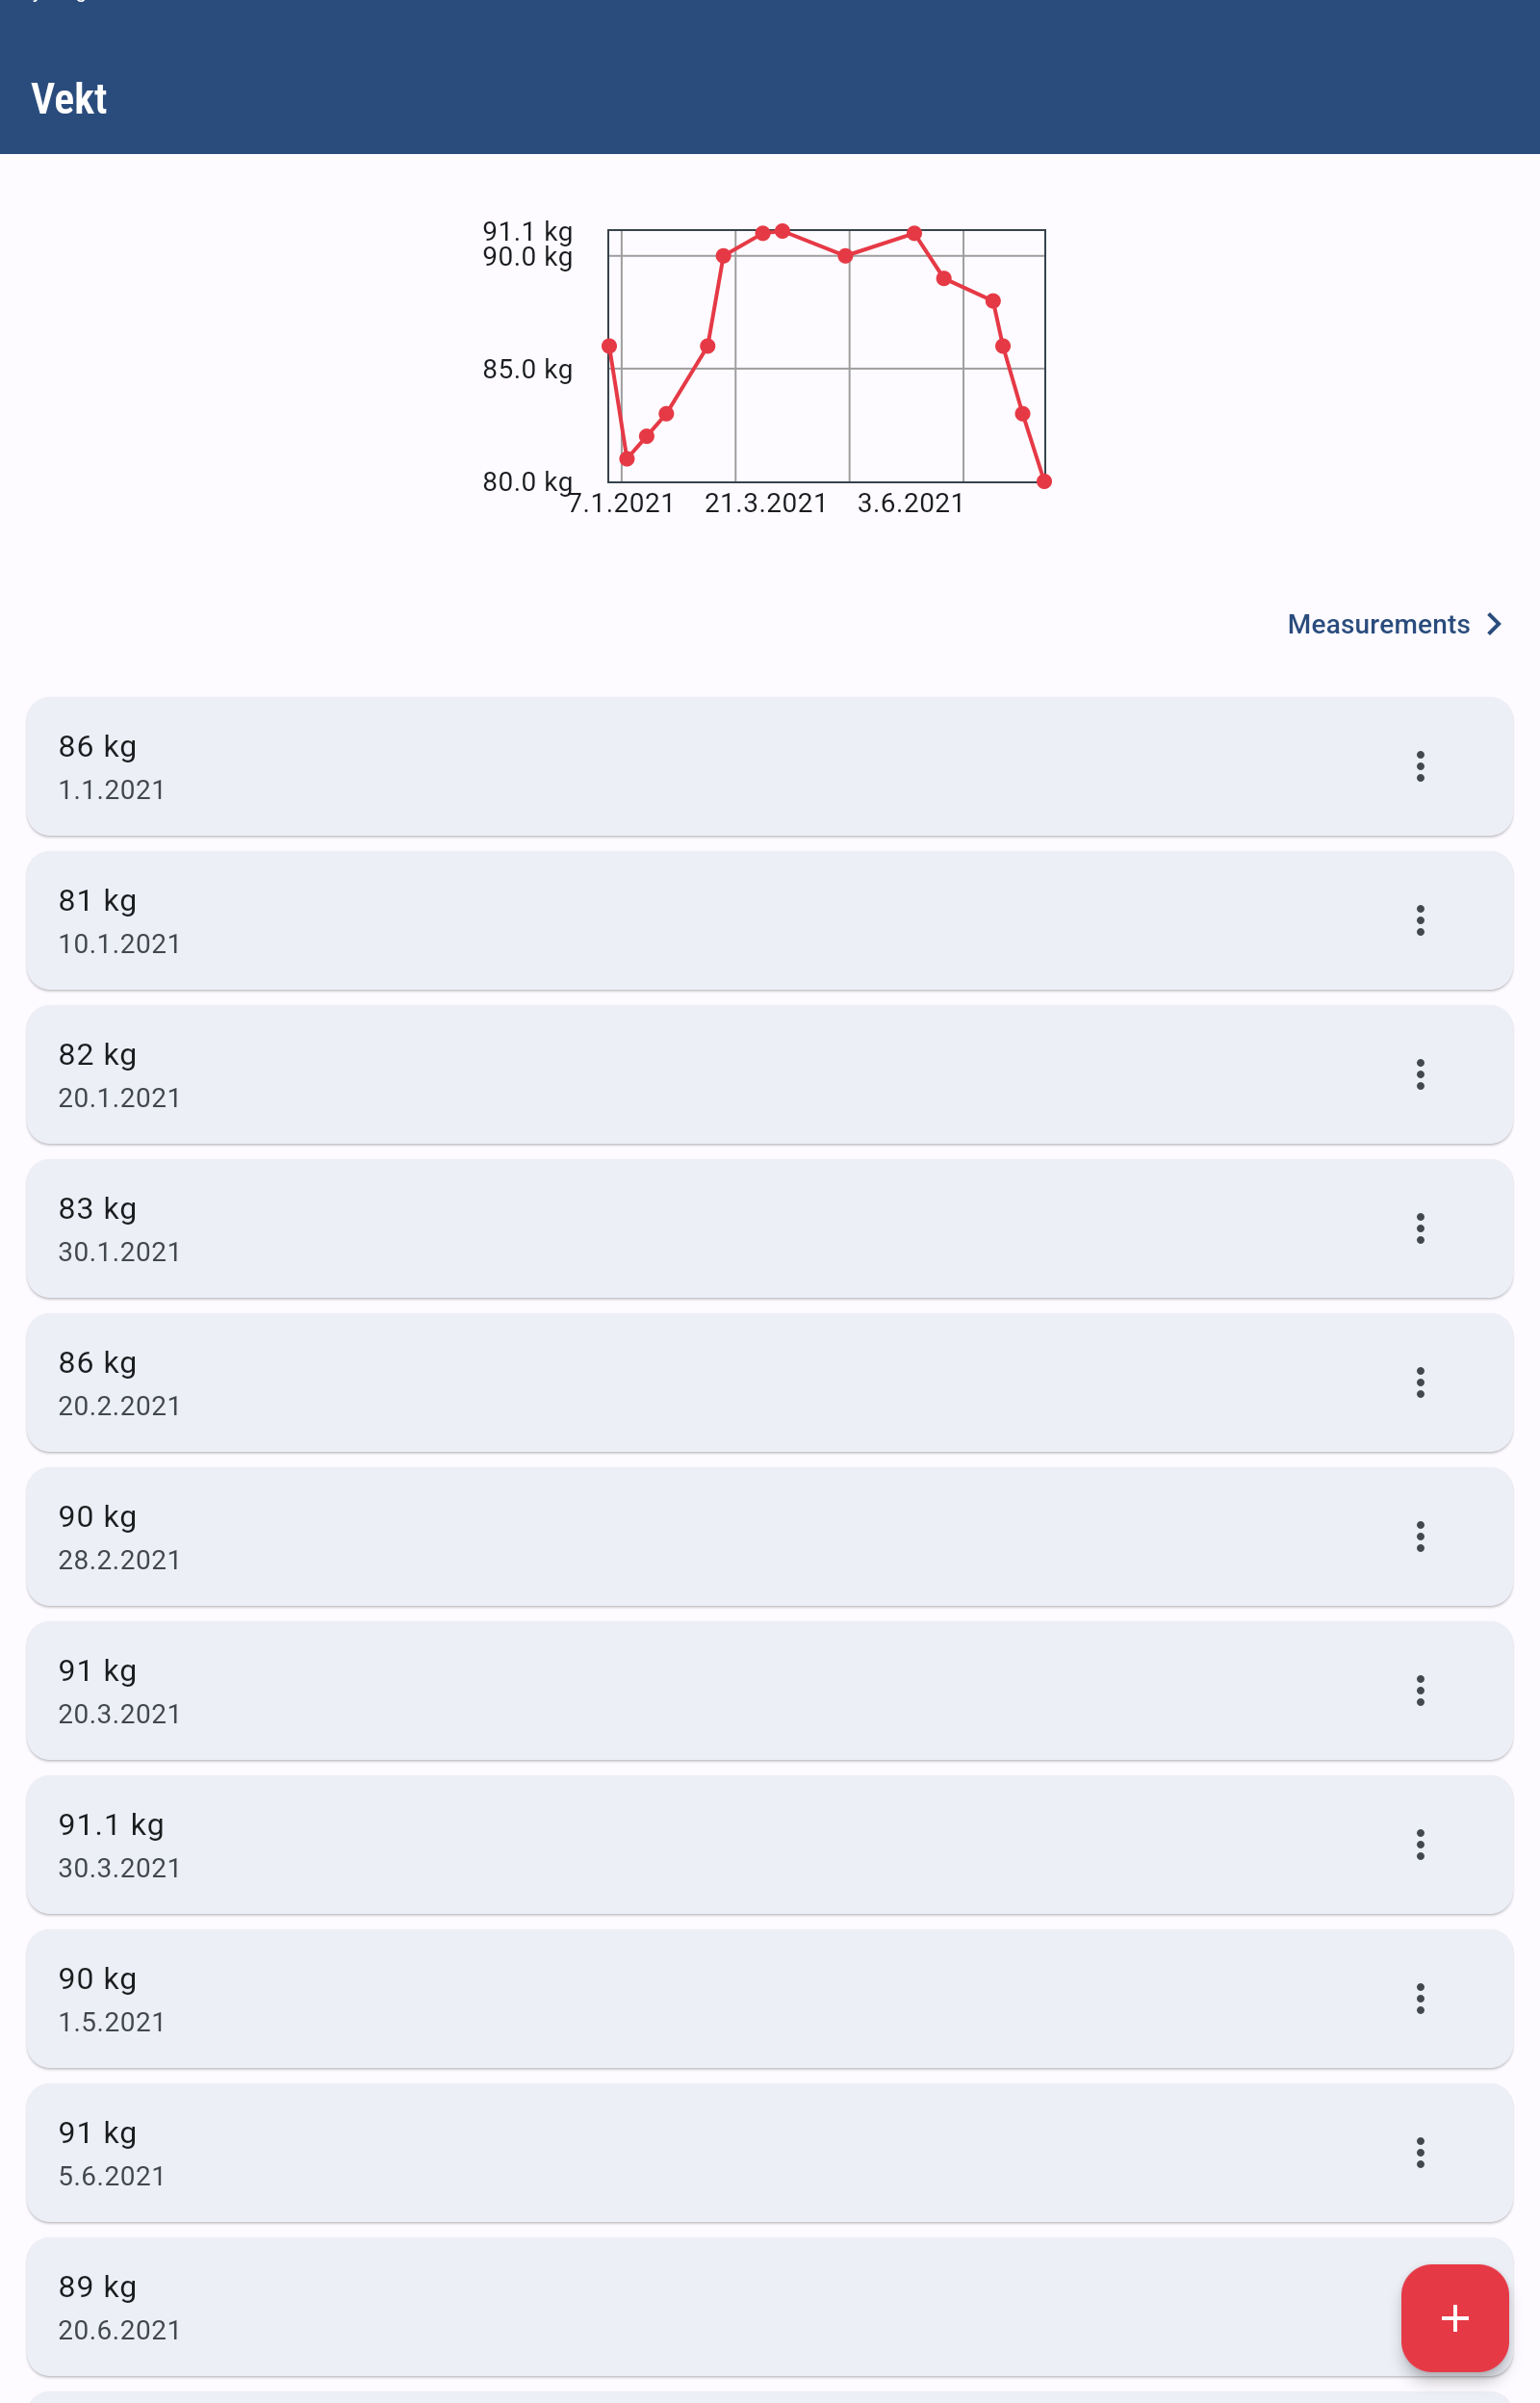 Vekt
91.1 kg
90.0 kg
85.0 kg
80.0 kg
7.1.2021 21.3.2021 3.6.2021
Measurements
86 kg
1.1.2021
81 kg
10.1.2021
82 kg
20.1.2021
83 kg
30.1.2021
86 kg
20.2.2021
90 kg
28.2.2021
91 kg
20.3.2021
91.1 kg
30.3.2021
90 kg
1.5.2021
91 kg
5.6.2021
89 kg
20.6.2021